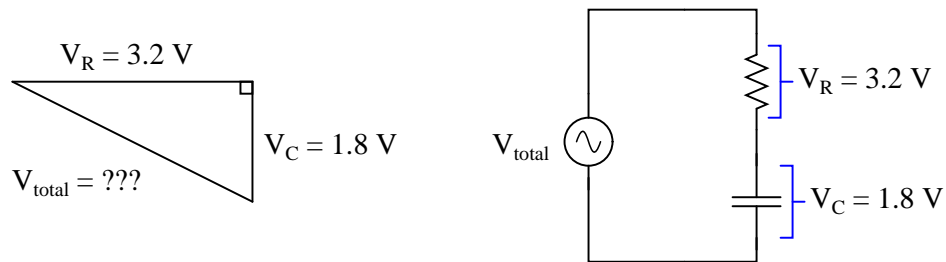 V_R = 3.2 V
V_C = 1.8 V
V_total = ???
V_total
V_R = 3.2 V
V_C = 1.8 V